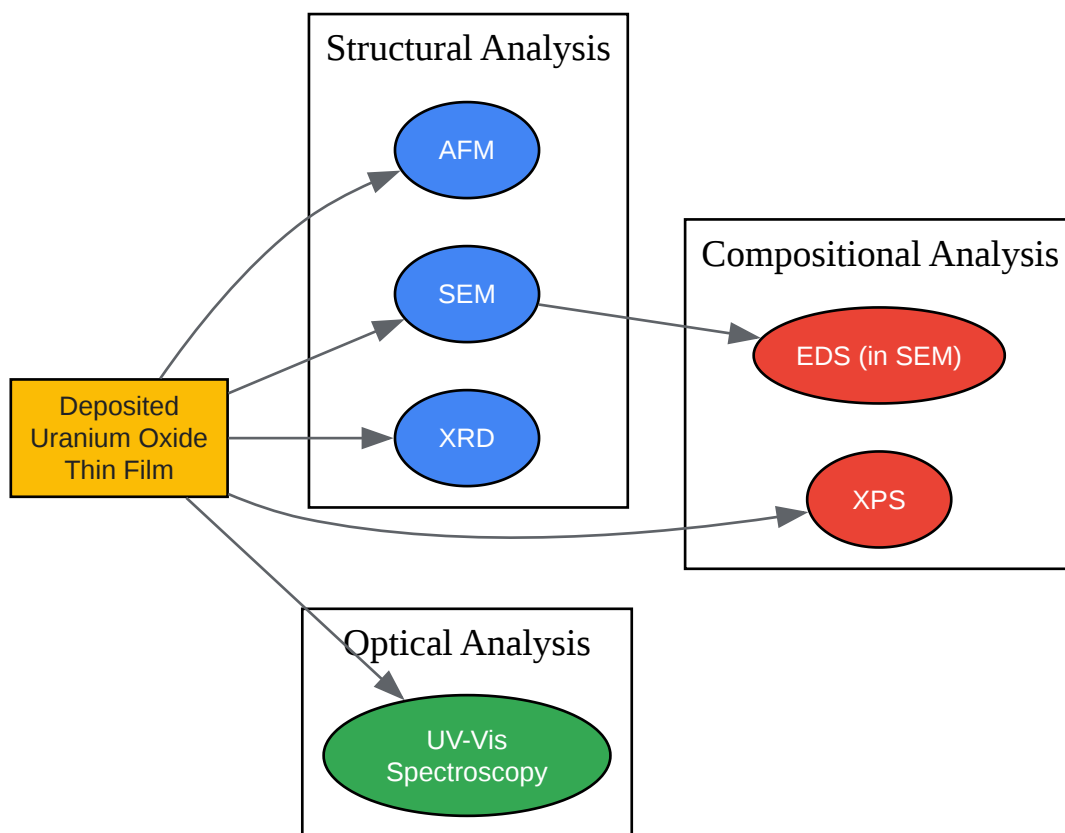 Structural Analysis
AFM
SEM
XRD
Compositional Analysis
EDS (in SEM)
XPS
Deposited
Uranium Oxide
Thin Film
Optical Analysis
UV-Vis
Spectroscopy